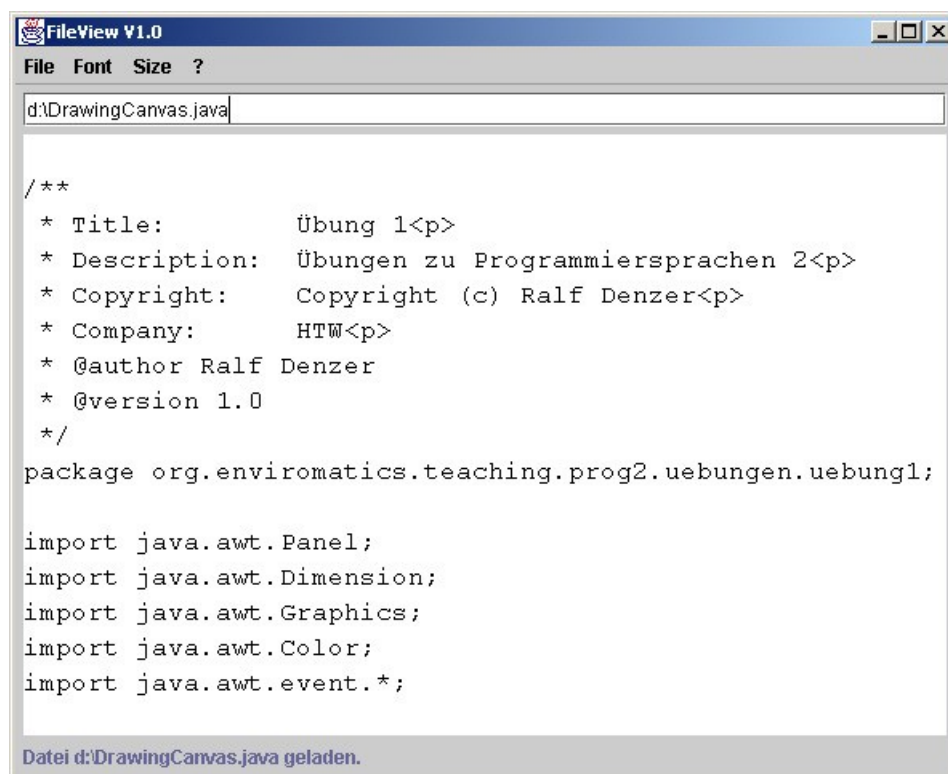 FileView V1.0
File Font Size ?
d:\DrawingCanvas.java
/**
 * Title:        Übung 1<p>
 * Description:  Übungen zu Programmiersprachen 2<p>
 * Copyright:    Copyright (c) Ralf Denzer<p>
 * Company:      HTW<p>
 * @author Ralf Denzer
 * @version 1.0
 */
package org.enviromatics.teaching.prog2.uebungen.uebung1;
import java.awt.Panel;
import java.awt.Dimension;
import java.awt.Graphics;
import java.awt.Color;
import java.awt.event.*;
Datei d:\DrawingCanvas.java geladen.